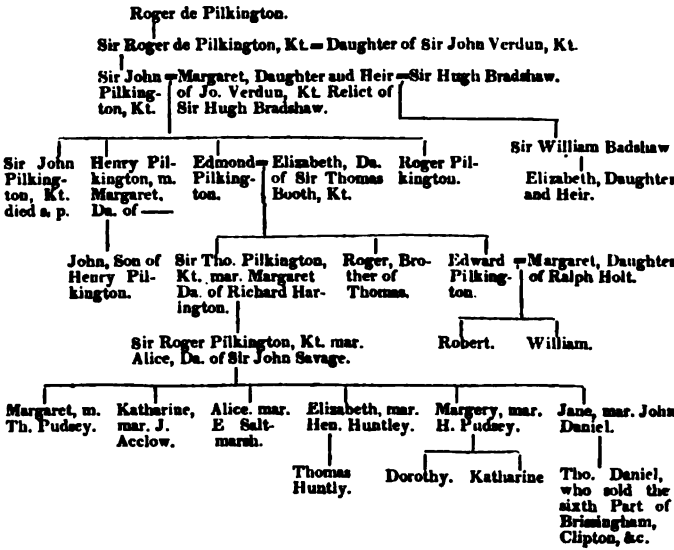 Roger de Pilkington.
Sir Roger de Pilkington, Kt. = Daughter of Sir John Verdun, Kt.
Sir John = Margaret, Daughter and Heir = Sir Hugh Bradshaw.
Pilking- of Jo. Verdun, Kt. Relict of
ton, Kt. Sir Hugh Bradshaw.
Sir William Badshaw
Elizabeth, Daughter
and Heir.
Sir John
Pilking-
ton, Kt.
died s. p.
Henry Pil-
kington, m.
Margaret.
Da. of ——
Edmond =
Pilking-
ton.
Elizabeth, Da.
of Sir Thomas
Booth, Kt.
Roger Pil-
kington.
John, Son of
Henry Pil-
kington.
Sir Tho. Pilkington,
Kt. mar. Margaret
Da. of Richard Har-
ington.
Roger, Bro-
ther of
Thomas.
Edward =
Pilking-
ton.
Margaret, Daughter
of Ralph Holt.
Sir Roger Pilkington, Kt. mar.
Alice, Da. of Sir John Savage.
Robert.
William.
Margaret, m.
Th. Pudsey.
Katharine,
mar. J.
Acclow.
Alice. mar.
E Salt-
marsh.
Elizabeth, mar.
Hen. Huntley.
Margery, mar.
H. Pudsey.
Jane, mar. John
Daniel.
Thomas
Huntly.
Dorothy.
Katharine
Tho. Daniel,
who sold the
sixth Part of
Brissingham,
Clipton, &c.